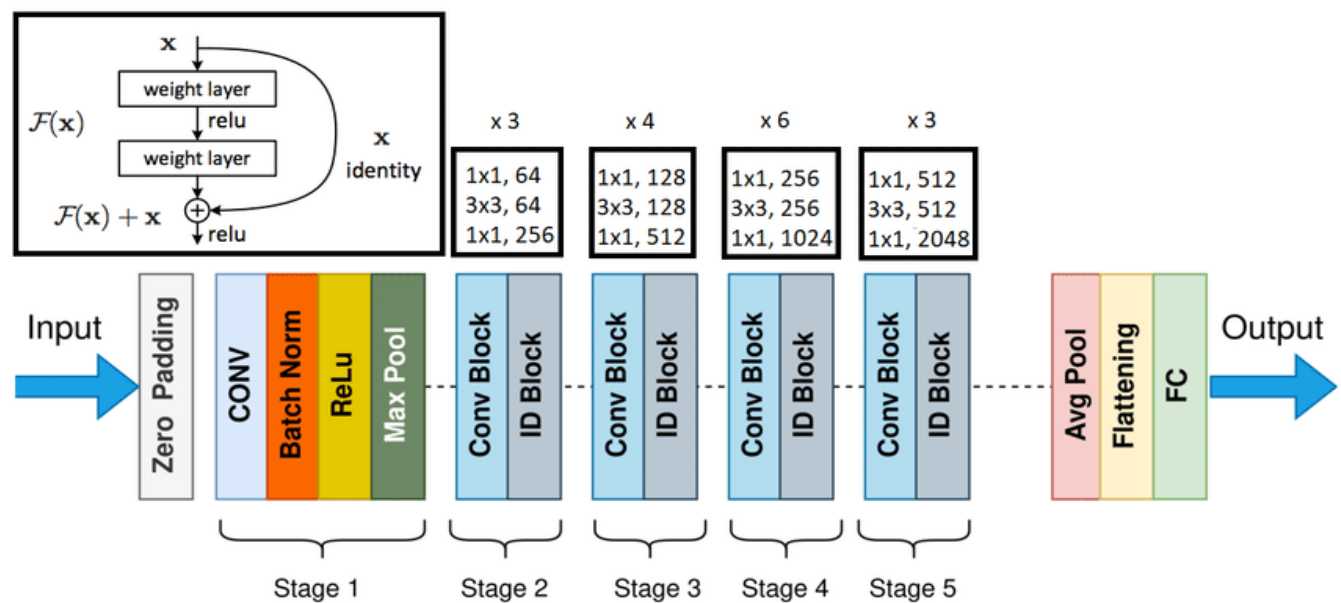 x
weight layer
relu
F(x)
weight layer
x
identity
F(x) + x
relu
x 3
1x1, 64
3x3, 64
1x1, 256
x 4
1x1, 128
3x3, 128
1x1, 512
x 6
1x1, 256
3x3, 256
1x1, 1024
x 3
1x1, 512
3x3, 512
1x1, 2048
Input
Zero Padding
CONV
Batch Norm
ReLu
Max Pool
Conv Block
ID Block
Conv Block
ID Block
Conv Block
ID Block
Conv Block
ID Block
Avg Pool
Flattening
FC
Output
Stage 1
Stage 2
Stage 3
Stage 4
Stage 5